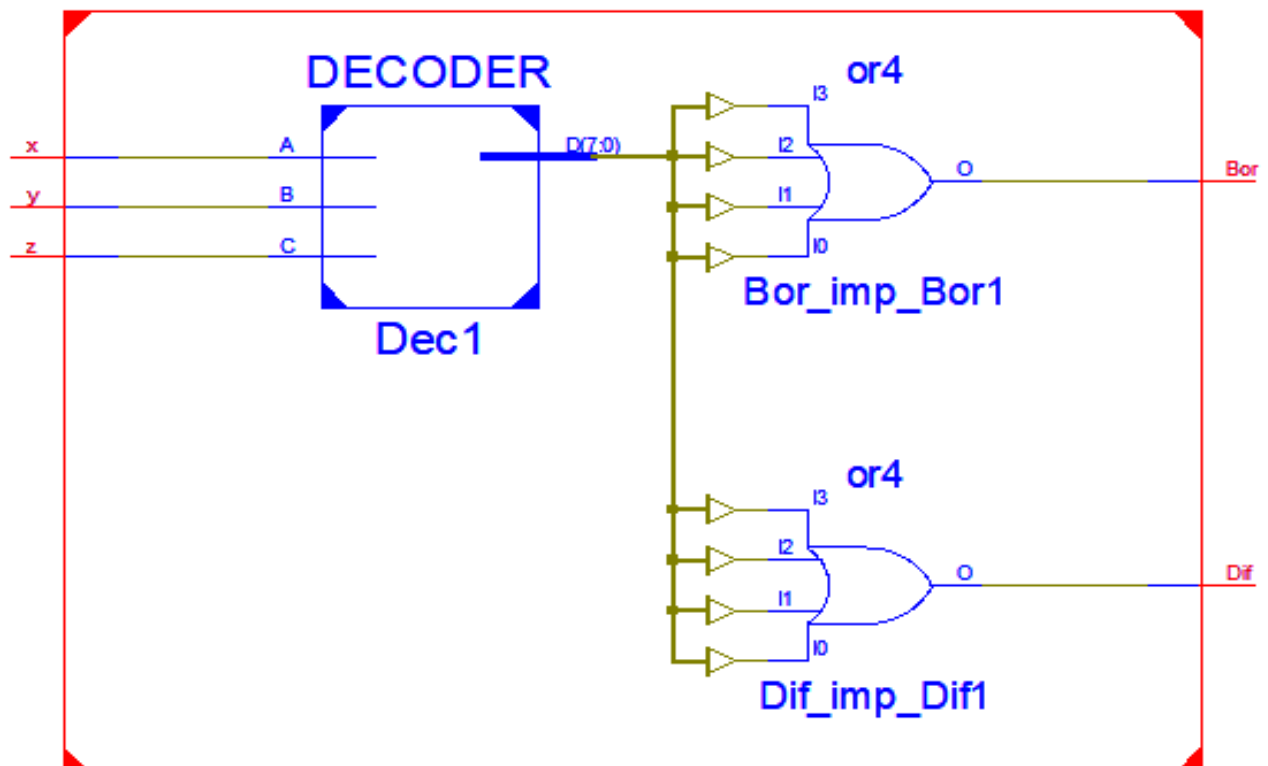 DECODER
or4
x
A
D(7:0)
y
B
z
C
Dec1
I3
I2
I1
I0
O
Bor
Bor_imp_Bor1
or4
I3
I2
I1
I0
O
Dif
Dif_imp_Dif1